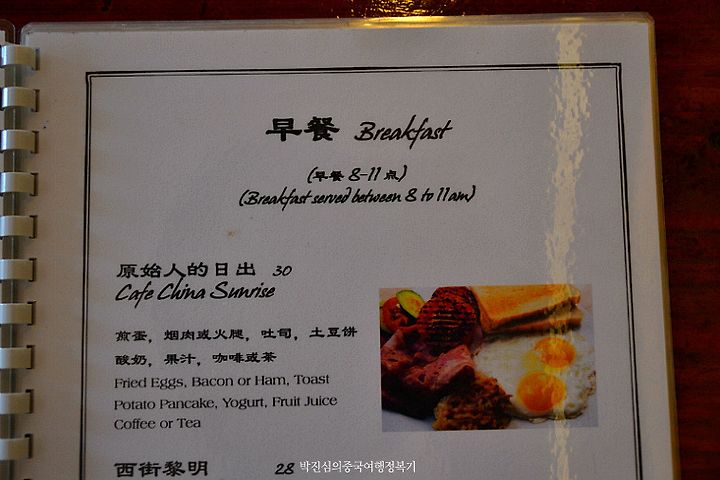 早餐 Breakfast
(早餐 8-11 点)
(Breakfast served between 8 to 11 am)
原始人的日出 30
Cafe China Sunrise
煎蛋，烟肉或火腿，吐司，土豆饼
酸奶，果汁，咖啡或茶
Fried Eggs, Bacon or Ham, Toast
Potato Pancake, Yogurt, Fruit Juice
Coffee or Tea
西街黎明 28
박진심의중국여행정복기